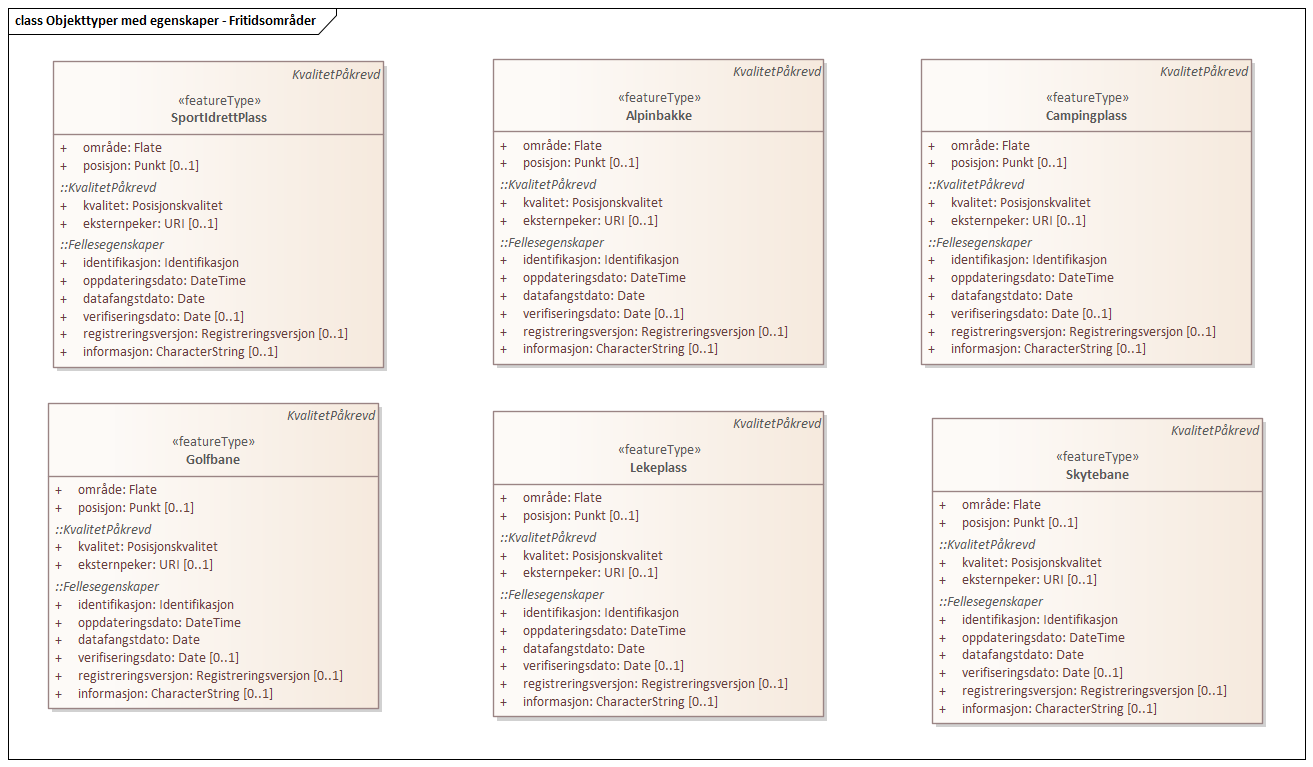 class Objekttyper med egenskaper - Fritidsområder
KvalitetPåkrevd
«featureType»
SportIdrettPlass
+ område: Flate
+ posisjon: Punkt [0..1]
::KvalitetPåkrevd
+ kvalitet: Posisjonskvalitet
+ eksternpeker: URI [0..1]
::Fellesegenskaper
+ identifikasjon: Identifikasjon
+ oppdateringsdato: DateTime
+ datafangstdato: Date
+ verifiseringsdato: Date [0..1]
+ registreringsversjon: Registreringsversjon [0..1]
+ informasjon: CharacterString [0..1]
KvalitetPåkrevd
«featureType»
Alpinbakke
+ område: Flate
+ posisjon: Punkt [0..1]
::KvalitetPåkrevd
+ kvalitet: Posisjonskvalitet
+ eksternpeker: URI [0..1]
::Fellesegenskaper
+ identifikasjon: Identifikasjon
+ oppdateringsdato: DateTime
+ datafangstdato: Date
+ verifiseringsdato: Date [0..1]
+ registreringsversjon: Registreringsversjon [0..1]
+ informasjon: CharacterString [0..1]
KvalitetPåkrevd
«featureType»
Campingplass
+ område: Flate
+ posisjon: Punkt [0..1]
::KvalitetPåkrevd
+ kvalitet: Posisjonskvalitet
+ eksternpeker: URI [0..1]
::Fellesegenskaper
+ identifikasjon: Identifikasjon
+ oppdateringsdato: DateTime
+ datafangstdato: Date
+ verifiseringsdato: Date [0..1]
+ registreringsversjon: Registreringsversjon [0..1]
+ informasjon: CharacterString [0..1]
KvalitetPåkrevd
«featureType»
Golfbane
+ område: Flate
+ posisjon: Punkt [0..1]
::KvalitetPåkrevd
+ kvalitet: Posisjonskvalitet
+ eksternpeker: URI [0..1]
::Fellesegenskaper
+ identifikasjon: Identifikasjon
+ oppdateringsdato: DateTime
+ datafangstdato: Date
+ verifiseringsdato: Date [0..1]
+ registreringsversjon: Registreringsversjon [0..1]
+ informasjon: CharacterString [0..1]
KvalitetPåkrevd
«featureType»
Lekeplass
+ område: Flate
+ posisjon: Punkt [0..1]
::KvalitetPåkrevd
+ kvalitet: Posisjonskvalitet
+ eksternpeker: URI [0..1]
::Fellesegenskaper
+ identifikasjon: Identifikasjon
+ oppdateringsdato: DateTime
+ datafangstdato: Date
+ verifiseringsdato: Date [0..1]
+ registreringsversjon: Registreringsversjon [0..1]
+ informasjon: CharacterString [0..1]
KvalitetPåkrevd
«featureType»
Skytebane
+ område: Flate
+ posisjon: Punkt [0..1]
::KvalitetPåkrevd
+ kvalitet: Posisjonskvalitet
+ eksternpeker: URI [0..1]
::Fellesegenskaper
+ identifikasjon: Identifikasjon
+ oppdateringsdato: DateTime
+ datafangstdato: Date
+ verifiseringsdato: Date [0..1]
+ registreringsversjon: Registreringsversjon [0..1]
+ informasjon: CharacterString [0..1]